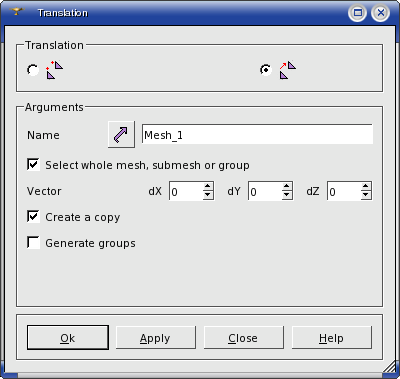 Translation
Translation
Arguments
Name Mesh_1
Select whole mesh, submesh or group
Vector dX 0 dY 0 dZ 0
Create a copy
Generate groups
Ok Apply Close Help